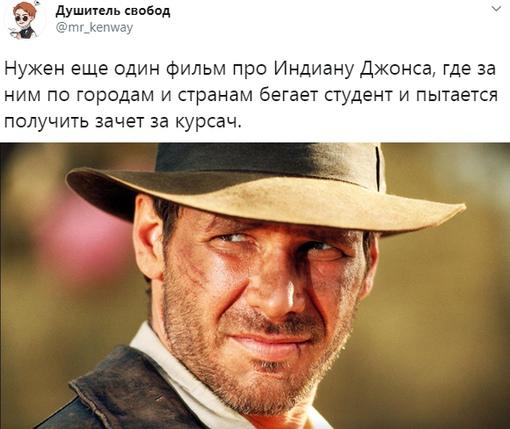 Душитель свобод
@mr_kenway
Нужен еще один фильм про Индиану Джонса, где за
ним по городам и странам бегает студент и пытается
получить зачет за курсач.